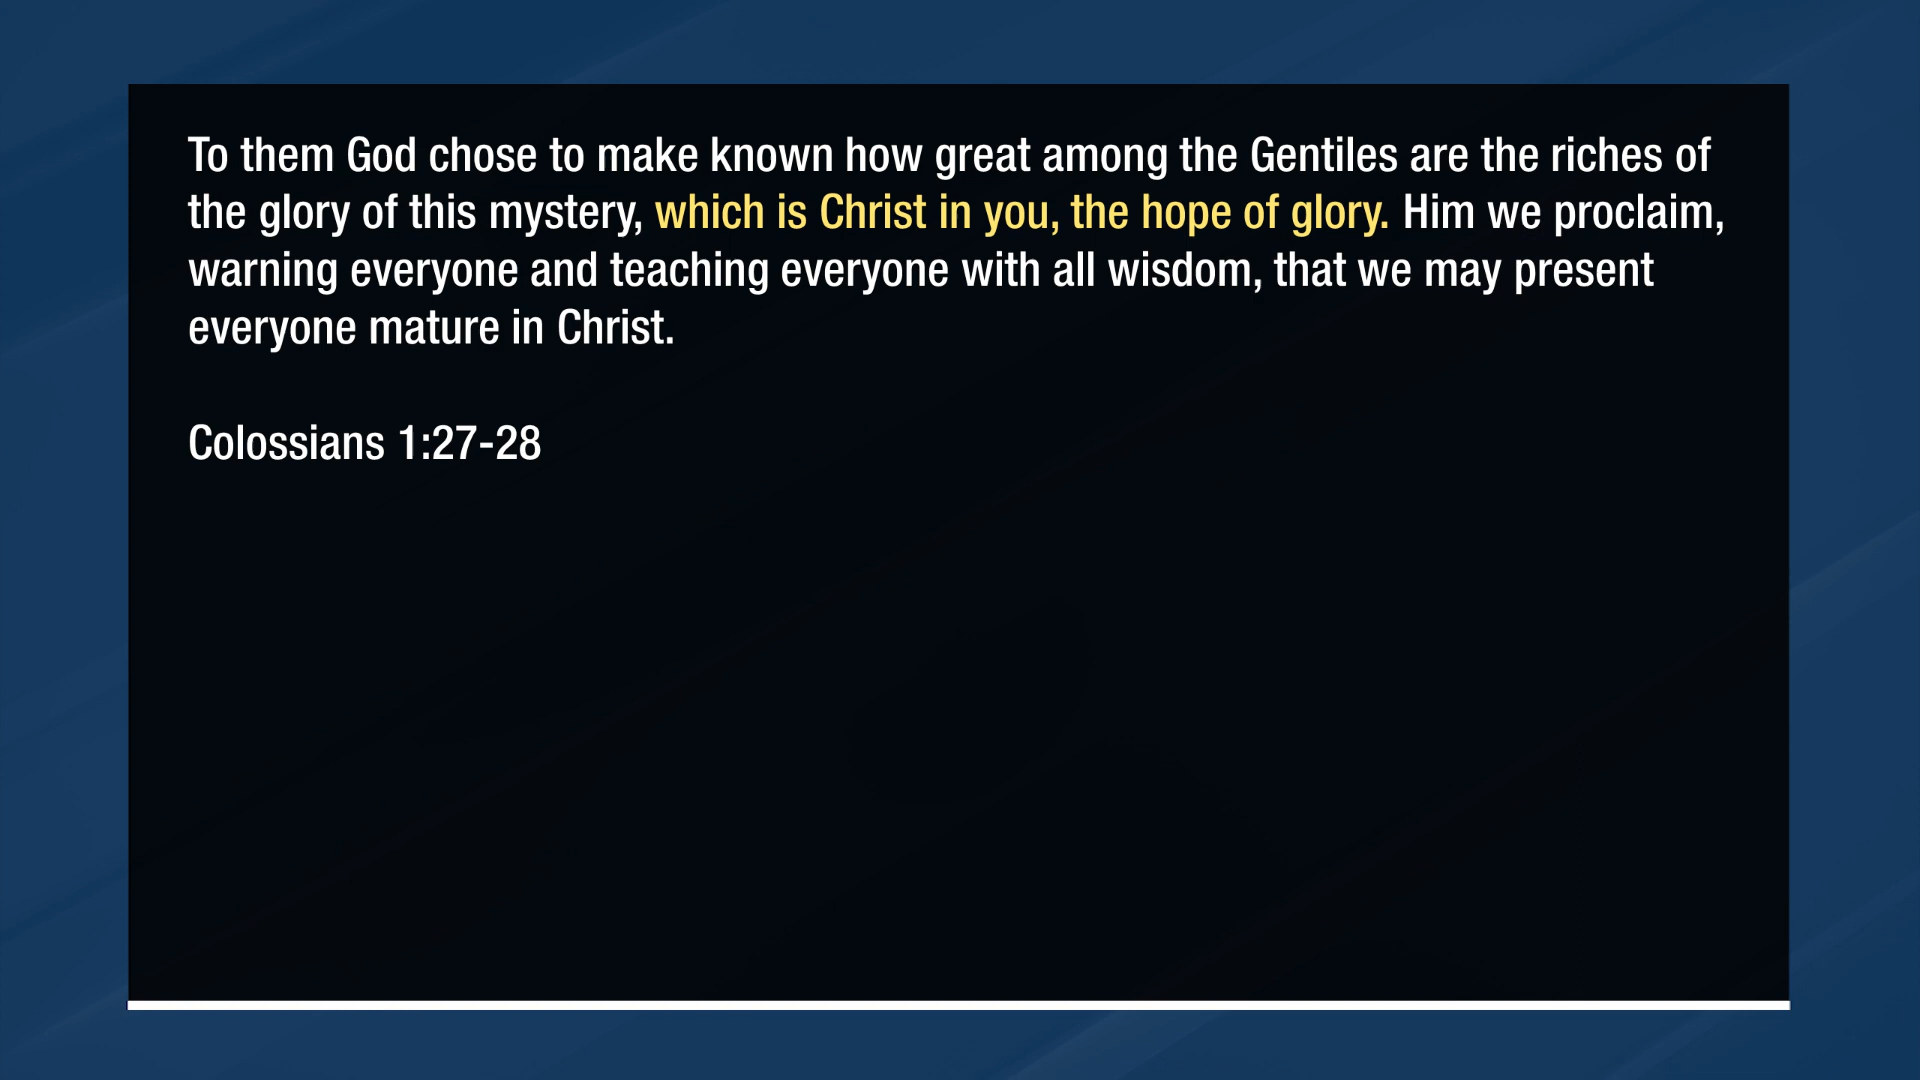 To them God chose to make known how great among the Gentiles are the riches of
the glory of this mystery, which is Christ in you, the hope of glory. Him we proclaim,
warning everyone and teaching everyone with all wisdom, that we may present
everyone mature in Christ.
Colossians 1:27-28